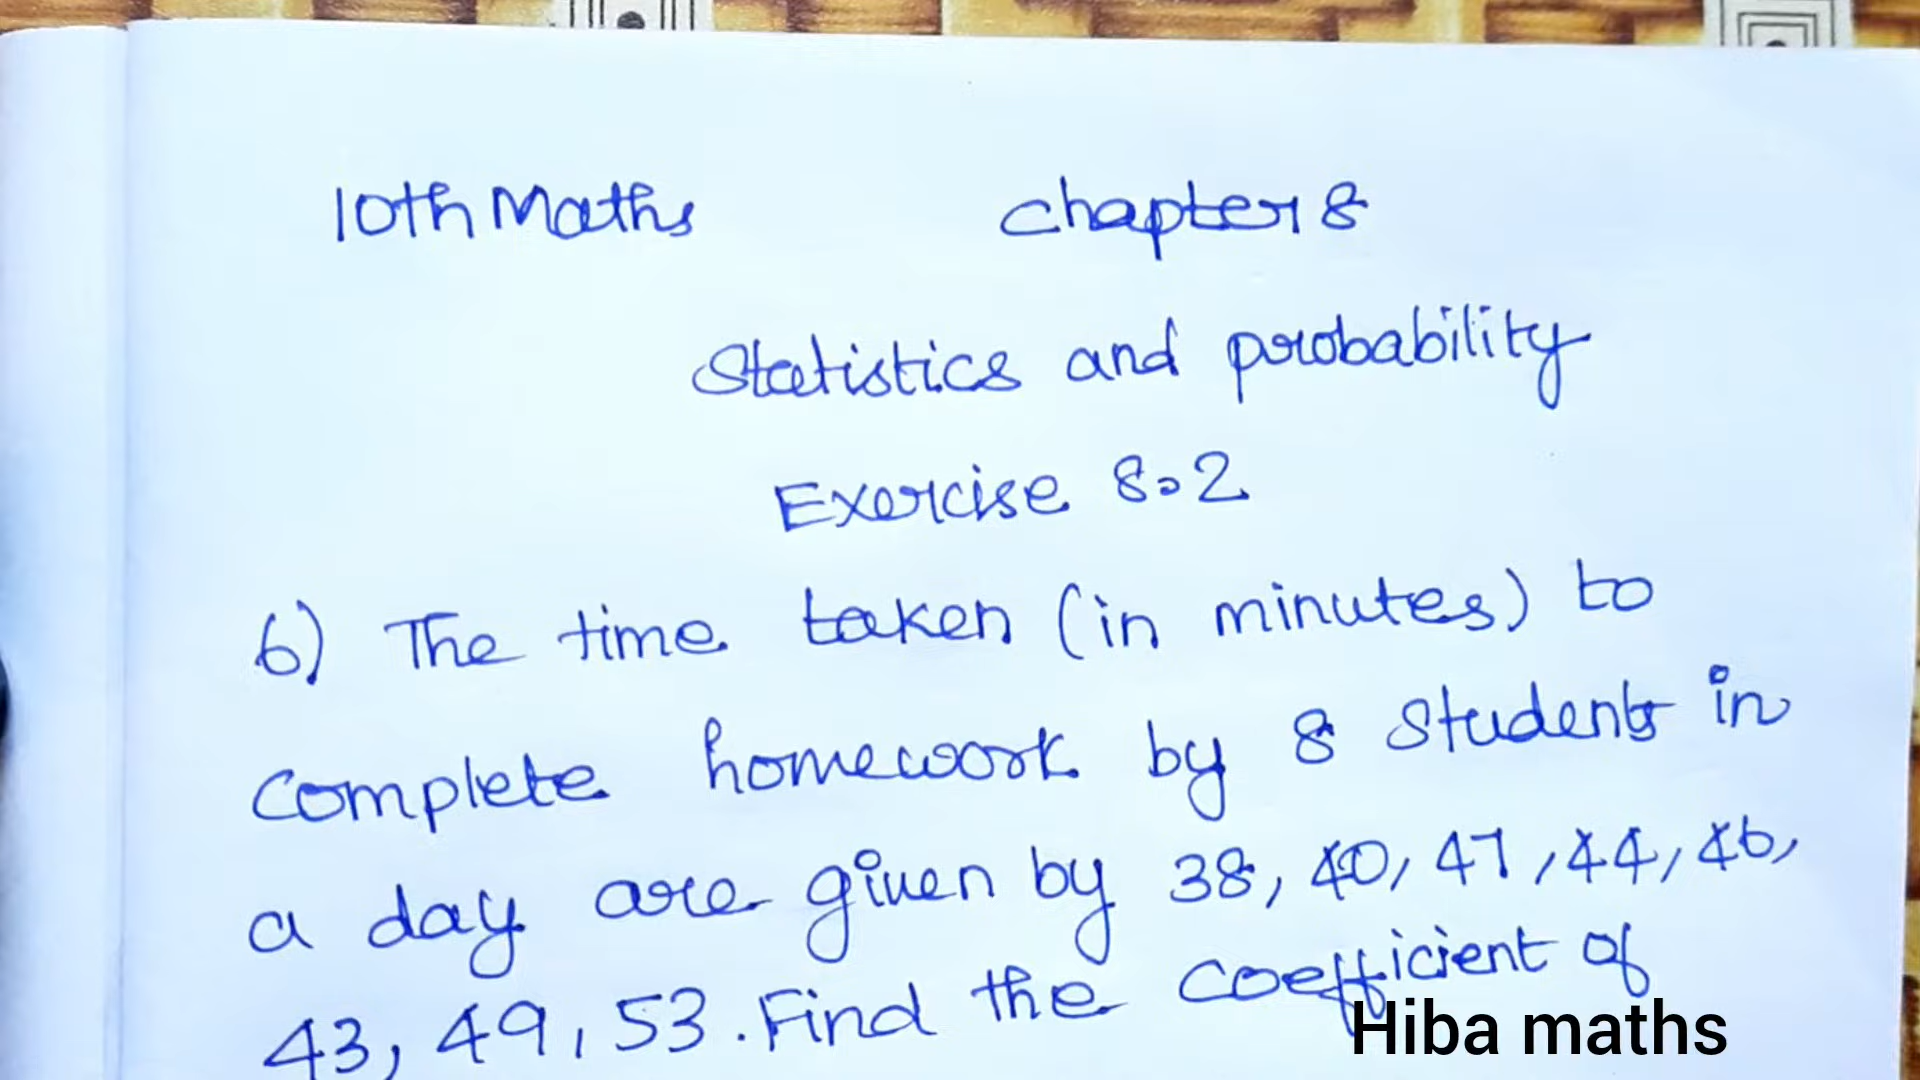 10th Maths chapter 8
Statistics and probability
Exercise 8.2
6) The time taken (in minutes) to
complete homework by 8 students in
a day are given by 38, 40, 47, 44, 46,
43, 49, 53. Find the coefficient of
Hiba maths